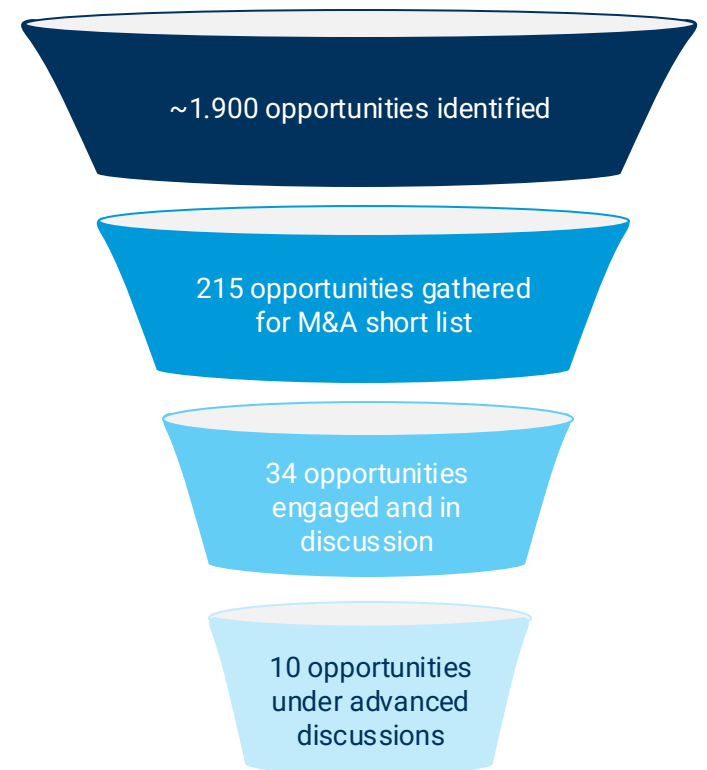 ~1.900 opportunities identified
215 opportunities gathered
for M&A short list
34 opportunities
engaged and in
discussion
10 opportunities
under advanced
discussions